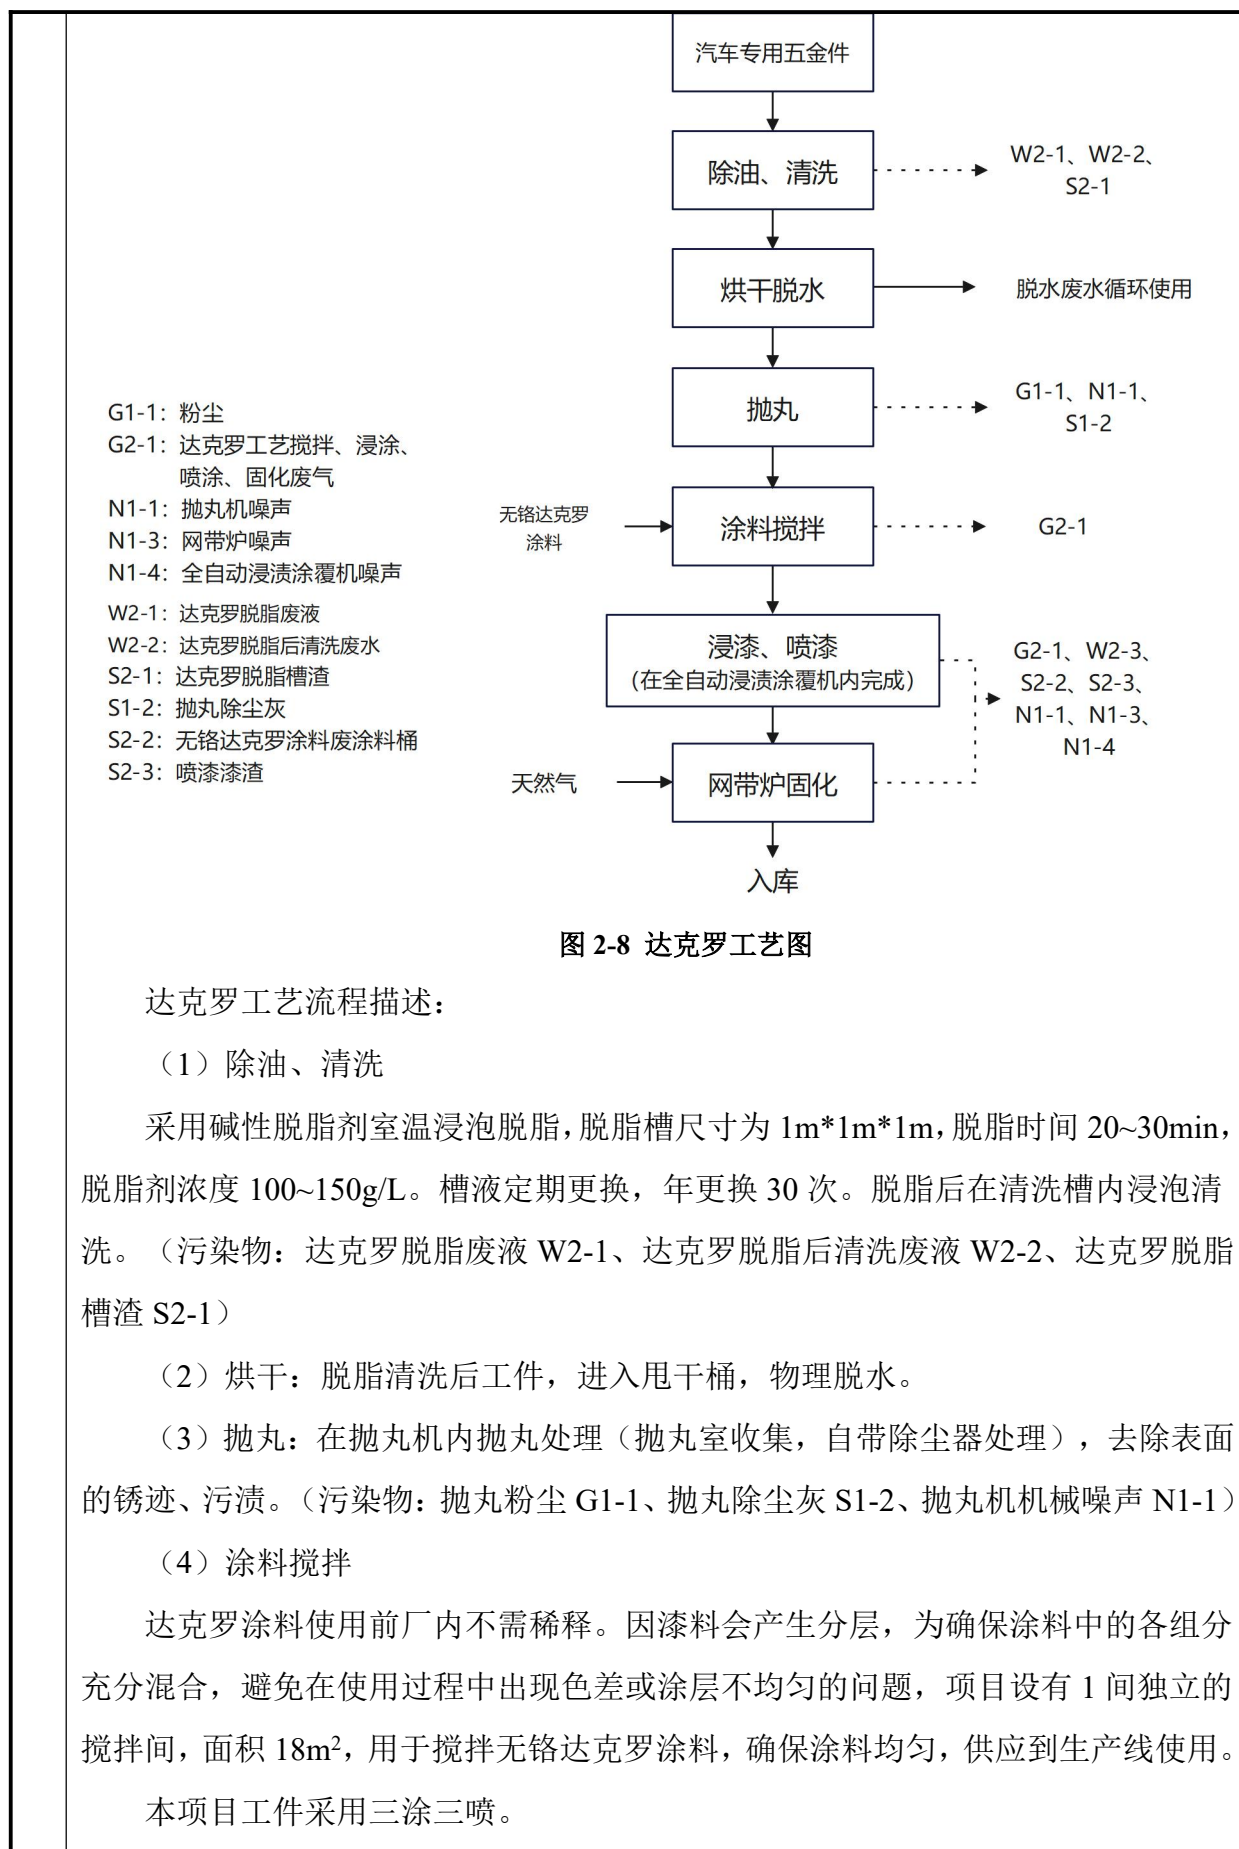 汽车专用五金件
除油、清洗
W2-1、W2-2、
S2-1
烘干脱水
脱水废水循环使用
抛丸
G1-1、N1-1、
S1-2
G1-1：粉尘
G2-1：达克罗工艺搅拌、浸涂、
喷涂、固化废气
N1-1：抛丸机噪声
N1-3：网带炉噪声
N1-4：全自动浸渍涂覆机噪声
W2-1：达克罗脱脂废液
W2-2：达克罗脱脂后清洗废水
S2-1：达克罗脱脂槽渣
S1-2：抛丸除尘灰
S2-2：无铬达克罗涂料废涂料桶
S2-3：喷漆漆渣
无铬达克罗
涂料
涂料搅拌
G2-1
浸漆、喷漆
（在全自动浸渍涂覆机内完成）
G2-1、W2-3、
S2-2、S2-3、
N1-1、N1-3、
N1-4
天然气
网带炉固化
入库
图 2-8 达克罗工艺图
达克罗工艺流程描述：
（1）除油、清洗
采用碱性脱脂剂室温浸泡脱脂，脱脂槽尺寸为 1m*1m*1m，脱脂时间 20~30min，
脱脂剂浓度 100~150g/L。槽液定期更换，年更换 30 次。脱脂后在清洗槽内浸泡清
洗。（污染物：达克罗脱脂废液 W2-1、达克罗脱脂后清洗废液 W2-2、达克罗脱脂
槽渣 S2-1）
（2）烘干：脱脂清洗后工件，进入甩干桶，物理脱水。
（3）抛丸：在抛丸机内抛丸处理（抛丸室收集，自带除尘器处理），去除表面
的锈迹、污渍。（污染物：抛丸粉尘 G1-1、抛丸除尘灰 S1-2、抛丸机机械噪声 N1-1）
（4）涂料搅拌
达克罗涂料使用前厂内不需稀释。因漆料会产生分层，为确保涂料中的各组分
充分混合，避免在使用过程中出现色差或涂层不均匀的问题，项目设有 1 间独立的
搅拌间，面积 18m²，用于搅拌无铬达克罗涂料，确保涂料均匀，供应到生产线使用。
本项目工件采用三涂三喷。